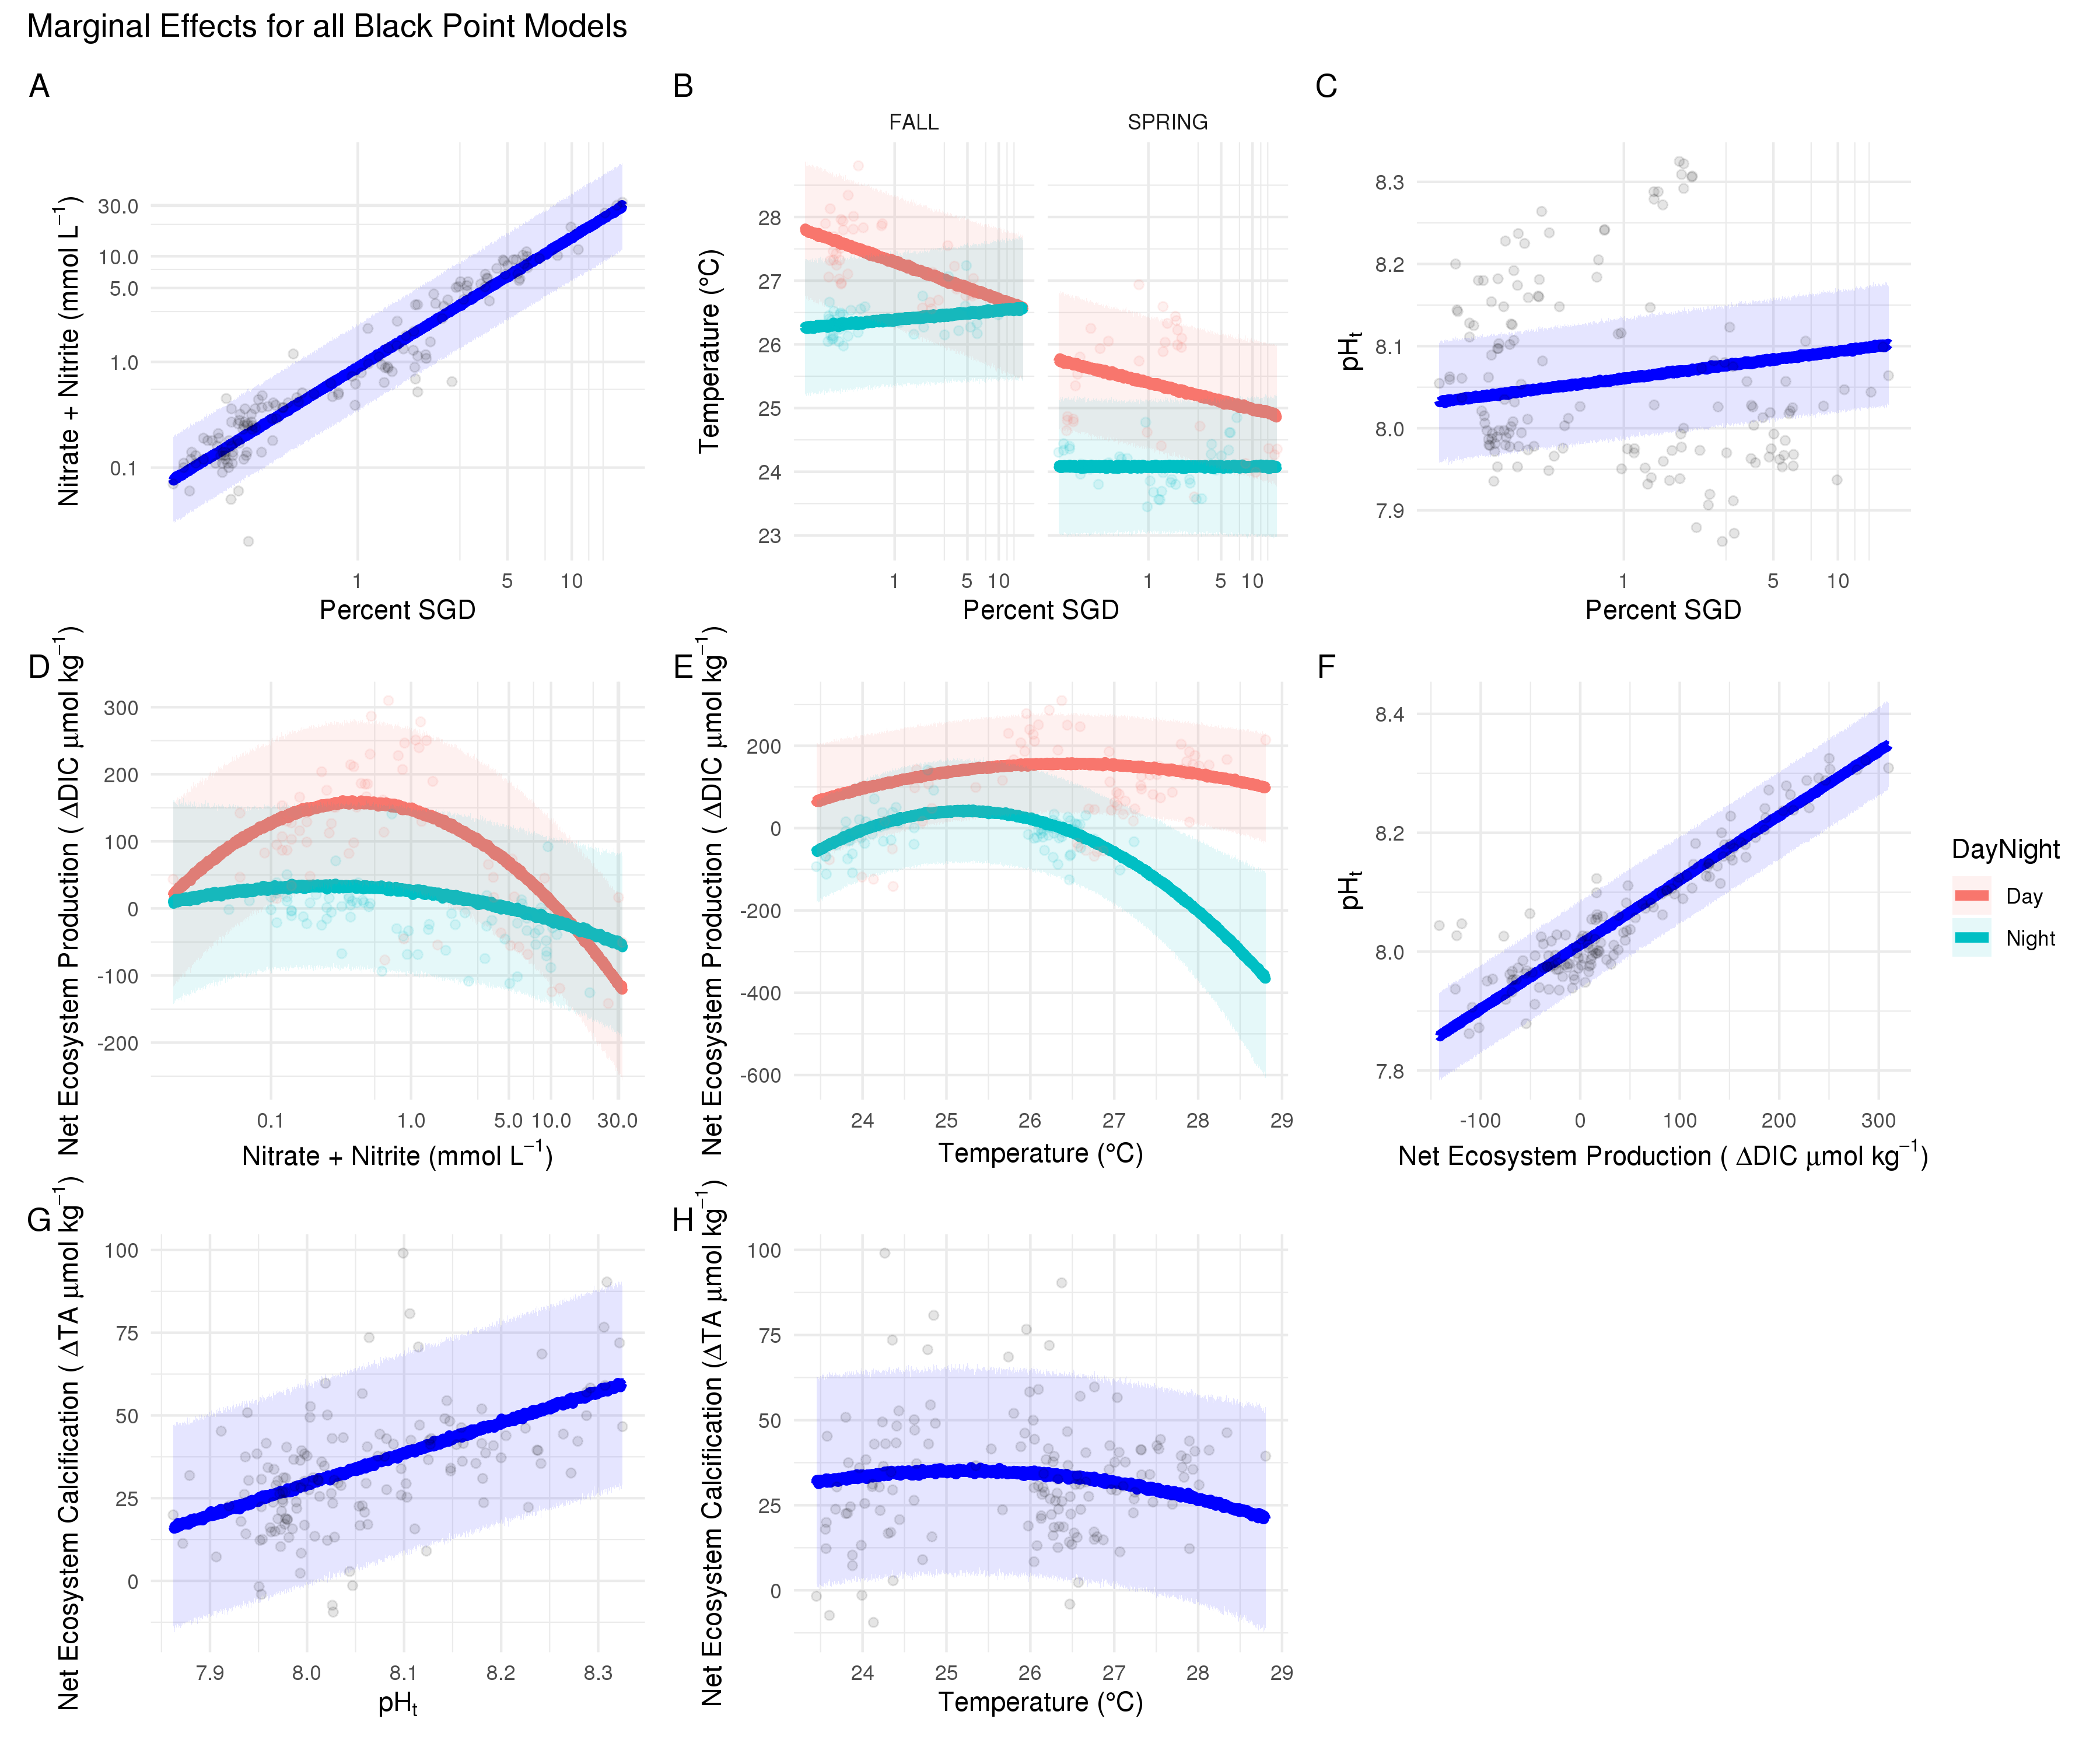 Marginal Effects for all Black Point Models
A
B
C
FALL
SPRING
Nitrate + Nitrite (mmol L⁻¹)
30.0
10.0
5.0
1.0
0.1
1 5 10
Percent SGD
Temperature (°C)
28
27
26
25
24
23
1 5 10
1 5 10
Percent SGD
pHₜ
8.3
8.2
8.1
8.0
7.9
1 5 10
Percent SGD
D
E
F
Net Ecosystem Production ( ΔDIC μmol kg⁻¹)
300
200
100
0
-100
-200
0.1 1.0 5.0 10.0 30.0
Nitrate + Nitrite (mmol L⁻¹)
Net Ecosystem Production ( ΔDIC μmol kg⁻¹)
200
0
-200
-400
-600
24 25 26 27 28 29
Temperature (°C)
pHₜ
8.4
8.2
8.0
7.8
-100 0 100 200 300
Net Ecosystem Production ( ΔDIC μmol kg⁻¹)
DayNight
Day
Night
G
H
Net Ecosystem Calcification ( ΔTA μmol kg⁻¹)
100
75
50
25
0
7.9 8.0 8.1 8.2 8.3
pHₜ
Net Ecosystem Calcification (ΔTA μmol kg⁻¹)
100
75
50
25
0
24 25 26 27 28 29
Temperature (°C)